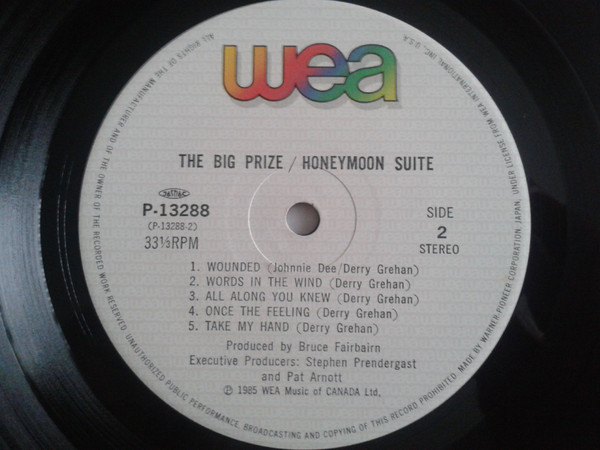 wea
THE BIG PRIZE / HONEYMOON SUITE
P-13288
(P-13288-2)
33⅓RPM
SIDE
2
STEREO
1. WOUNDED (Johnnie Dee/Derry Grehan)
2. WORDS IN THE WIND (Derry Grehan)
3. ALL ALONG YOU KNEW (Derry Grehan)
4. ONCE THE FEELING (Derry Grehan)
5. TAKE MY HAND (Derry Grehan)
Produced by Bruce Fairbairn
Executive Producers: Stephen Prendergast
and Pat Arnott
℗ 1985 WEA Music of CANADA Ltd.
ALL RIGHTS OF THE MANUFACTURER AND OF THE OWNER OF THE RECORDED WORK RESERVED. UNAUTHORIZED PUBLIC PERFORMANCE, BROADCASTING AND COPYING OF THIS RECORD PROHIBITED. MADE BY WARNER-PIONEER CORPORATION, JAPAN, UNDER LICENSE FROM WEA INTERNATIONAL INC., U.S.A.